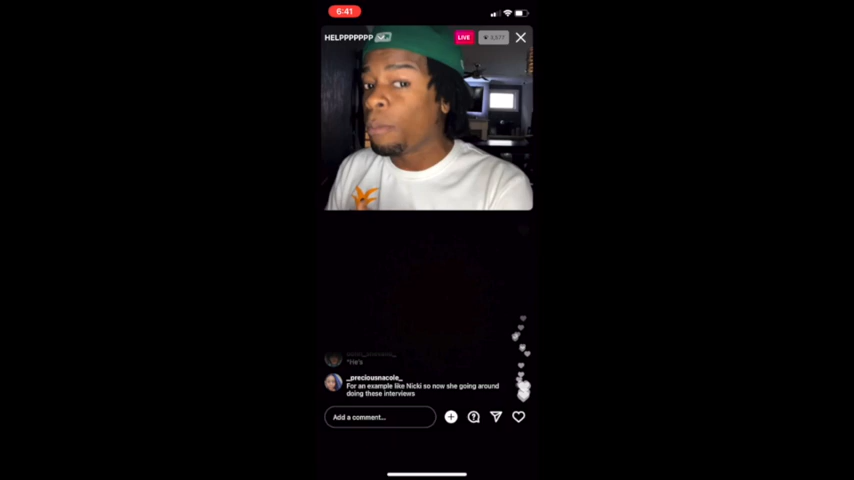 6:41
HELPPPPPPP
LIVE
"He's
_preciousnacole_
For an example like Nicki so now she going around
doing these interviews
Add a comment...